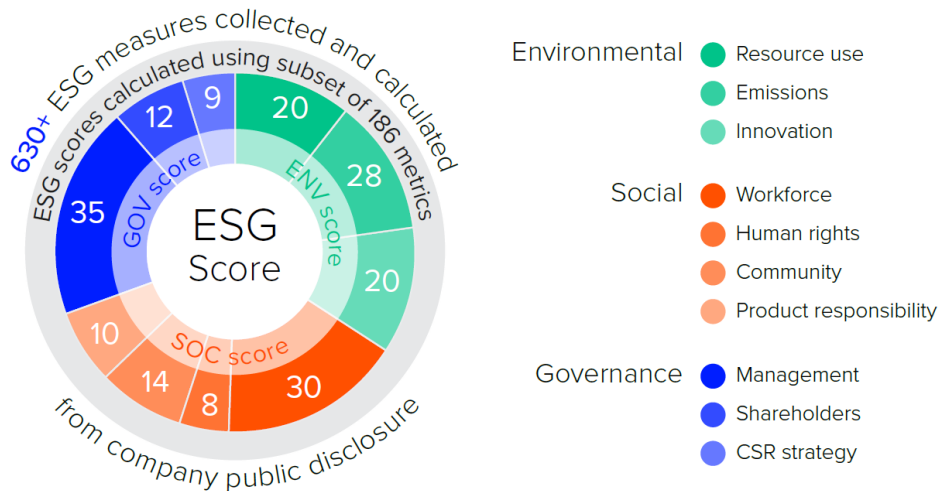 630+ ESG measures collected and calculated
ESG scores calculated using subset of 186 metrics
from company public disclosure
ESG
Score
ENV score
20
28
20
SOC score
30
8
14
10
GOV score
35
12
9
Environmental
Resource use
Emissions
Innovation
Social
Workforce
Human rights
Community
Product responsibility
Governance
Management
Shareholders
CSR strategy